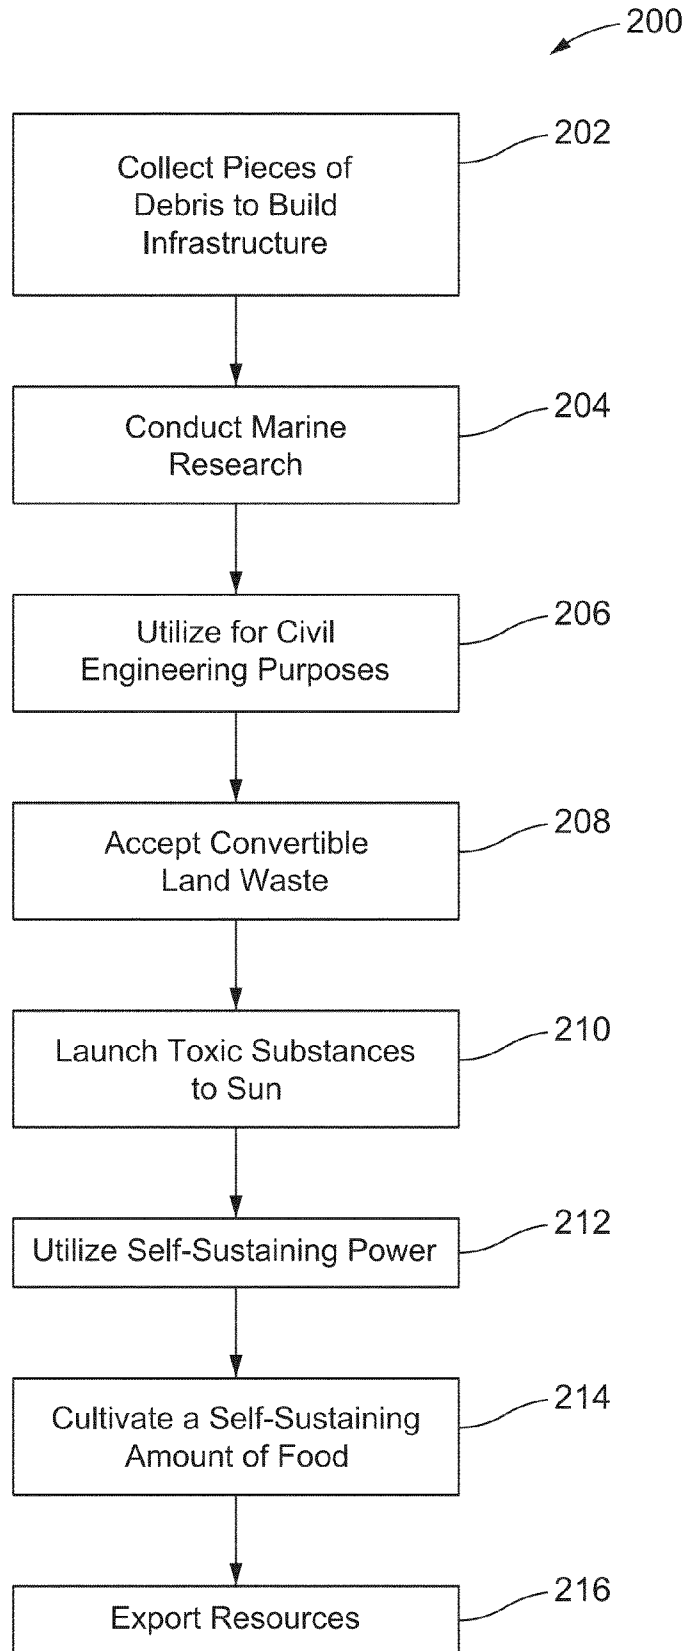 200
202
Collect Pieces of
Debris to Build
Infrastructure
204
Conduct Marine
Research
206
Utilize for Civil
Engineering Purposes
208
Accept Convertible
Land Waste
210
Launch Toxic Substances
to Sun
212
Utilize Self-Sustaining Power
214
Cultivate a Self-Sustaining
Amount of Food
216
Export Resources